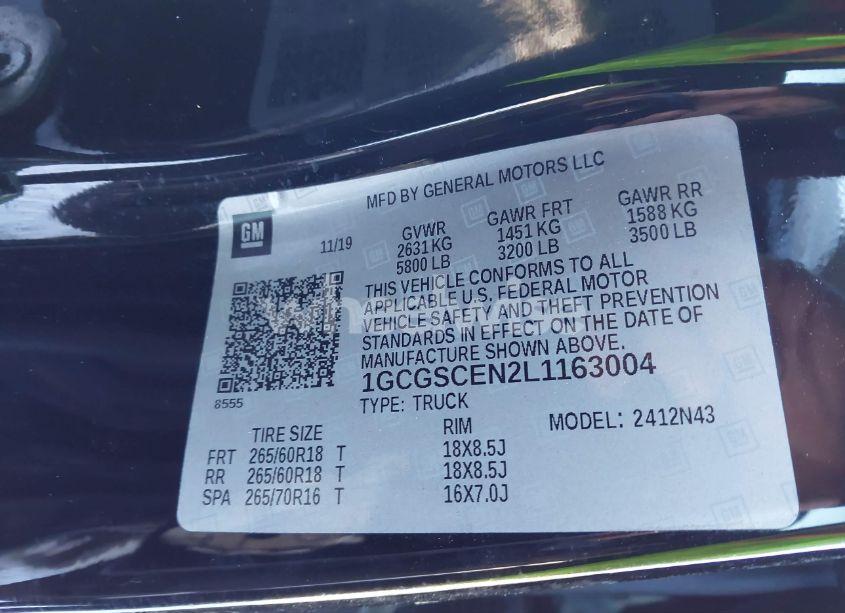 MFD BY GENERAL MOTORS LLC
GM
11/19
GVWR
2631 KG
5800 LB
GAWR FRT
1451 KG
3200 LB
GAWR RR
1588 KG
3500 LB
THIS VEHICLE CONFORMS TO ALL
APPLICABLE U.S. FEDERAL MOTOR
VEHICLE SAFETY AND THEFT PREVENTION
STANDARDS IN EFFECT ON THE DATE OF
MANUFACTURE SHOWN ABOVE.
1GCGSCEN2L1163004
8555
TYPE: TRUCK
MODEL: 2412N43
TIRE SIZE RIM
FRT 265/60R18 T 18X8.5J
RR 265/60R18 T 18X8.5J
SPA 265/70R16 T 16X7.0J